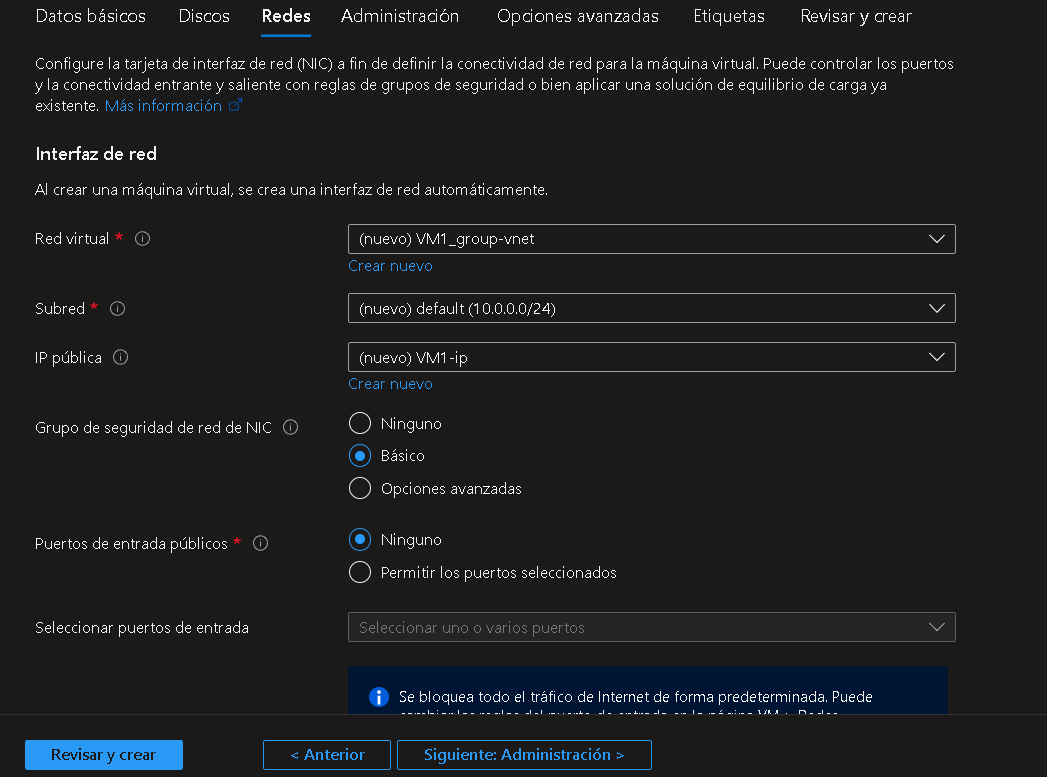 Datos básicos Discos Redes Administración Opciones avanzadas Etiquetas Revisar y crear
Configure la tarjeta de interfaz de red (NIC) a fin de definir la conectividad de red para la máquina virtual. Puede controlar los puertos
y la conectividad entrante y saliente con reglas de grupos de seguridad o bien aplicar una solución de equilibrio de carga ya
existente. Más información
Interfaz de red
Al crear una máquina virtual, se crea una interfaz de red automáticamente.
Red virtual * (nuevo) VM1_group-vnet
Crear nuevo
Subred * (nuevo) default (10.0.0.0/24)
IP pública (nuevo) VM1-ip
Crear nuevo
Grupo de seguridad de red de NIC Ninguno
Básico
Opciones avanzadas
Puertos de entrada públicos * Ninguno
Permitir los puertos seleccionados
Seleccionar puertos de entrada Seleccionar uno o varios puertos
Se bloquea todo el tráfico de Internet de forma predeterminada. Puede
Revisar y crear < Anterior Siguiente: Administración >